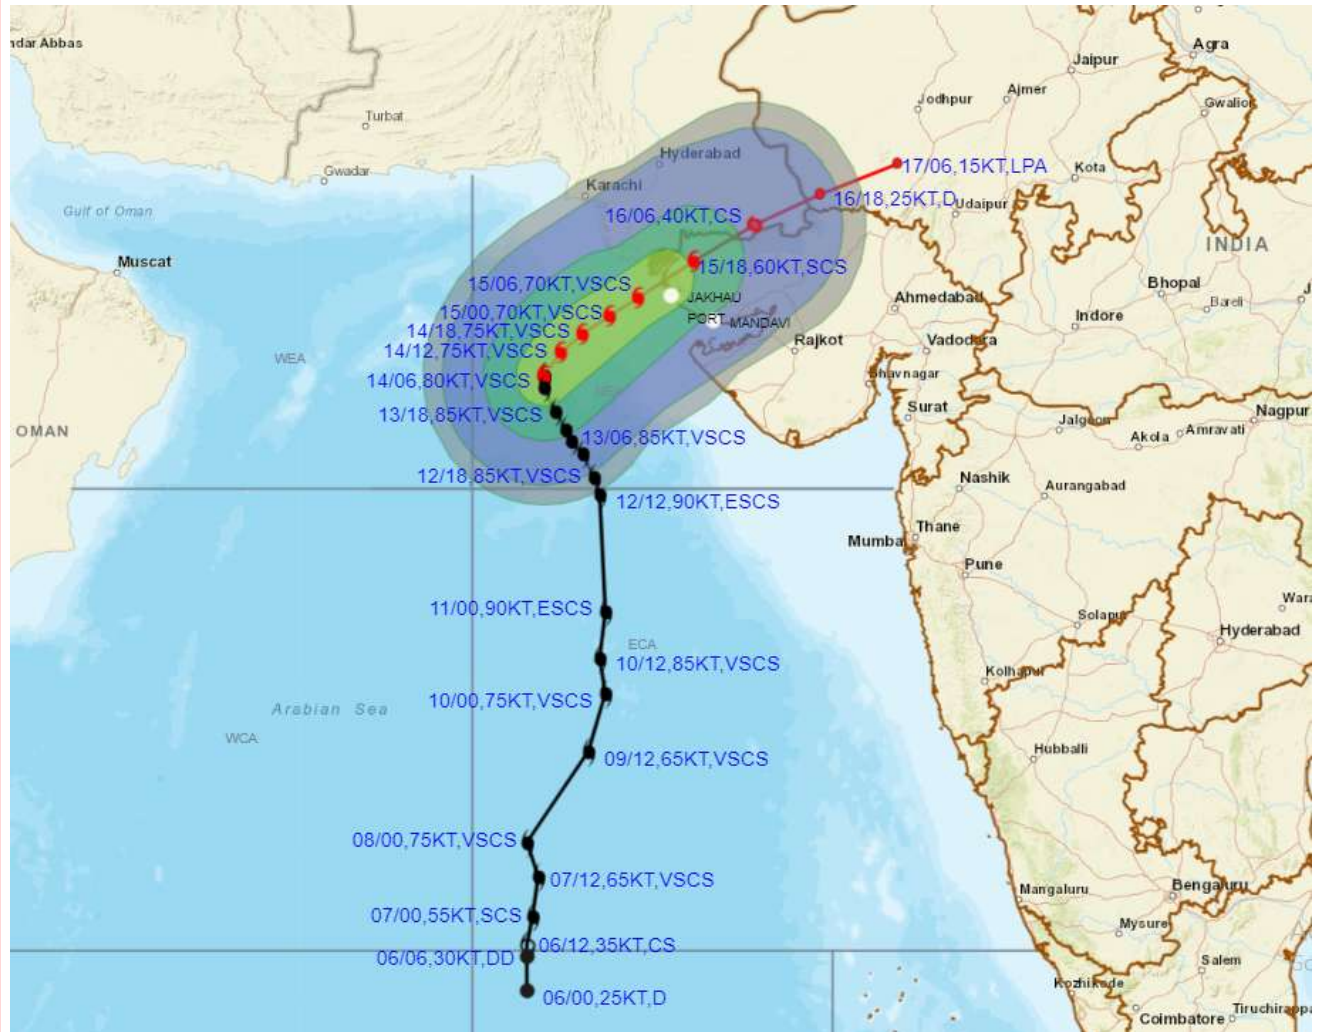 ndar Abbas
Agra
Jaipur
Ajmer
Jodhpur
Gwalior
Turbat
Hyderabad
17/06,15KT,LPA
Kota
Gwadar
Karachi
16/18,25KT,D
Udaipur
Gulf of Oman
16/06,40KT,CS
INDIA
Muscat
15/18,60KT,SCS
15/06,70KT,VSCS
Bhopal
JAKHAU
PORT
Ahmedabad
Bareli
15/00,70KT,VSCS
MANDAVI
Indore
14/18,75KT,VSCS
Rajkot
Vadodara
14/12,75KT,VSCS
WEA
Bhavnagar
14/06,80KT,VSCS
Surat
13/18,85KT,VSCS
Nagpur
Jalgaon
Amravati
OMAN
13/06,85KT,VSCS
Akola
12/18,85KT,VSCS
Nashik
Aurangabad
12/12,90KT,ESCS
Thane
Mumba
Pune
Wara
11/00,90KT,ESCS
Solapur
Hyderabad
ECA
10/12,85KT,VSCS
Kolhapur
10/00,75KT,VSCS
Arabian Sea
WCA
Hubballi
09/12,65KT,VSCS
08/00,75KT,VSCS
07/12,65KT,VSCS
Mangaluru
Bengaluru
07/00,55KT,SCS
Mysuru
06/12,35KT,CS
06/06,30KT,DD
Salem
Kozhikode
06/00,25KT,D
Coimbatore
Tiruchirappa